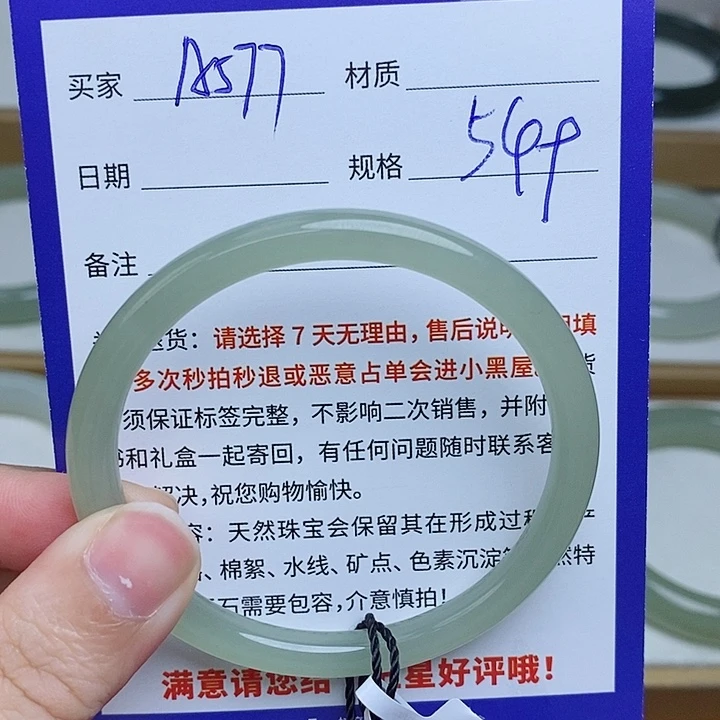 买家 A577 材质
日期 规格 56
备注
退货：请选择7天无理由，售后说明
多次秒拍秒退或恶意占单会进小黑屋。
须保证标签完整，不影响二次销售，并附
和礼盒一起寄回，有任何问题随时联系客
解决，祝您购物愉快。
容：天然珠宝会保留其在形成过
、棉絮、水线、矿点、色素沉淀
石需要包容，介意慎拍！
满意请您给 星好评哦！